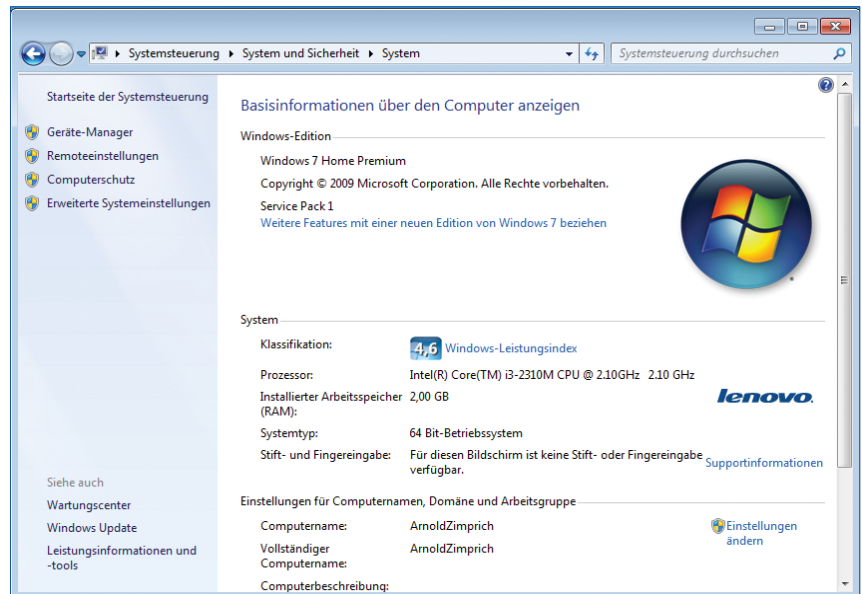 Systemsteuerung ▸ System und Sicherheit ▸ System
Systemsteuerung durchsuchen
Startseite der Systemsteuerung
Geräte-Manager
Remoteeinstellungen
Computerschutz
Erweiterte Systemeinstellungen
Siehe auch
Wartungscenter
Windows Update
Leistungsinformationen und
-tools
Basisinformationen über den Computer anzeigen
Windows-Edition
Windows 7 Home Premium
Copyright © 2009 Microsoft Corporation. Alle Rechte vorbehalten.
Service Pack 1
Weitere Features mit einer neuen Edition von Windows 7 beziehen
System
Klassifikation: 4,6 Windows-Leistungsindex
Prozessor: Intel(R) Core(TM) i3-2310M CPU @ 2.10GHz 2.10 GHz
Installierter Arbeitsspeicher 2,00 GB
(RAM):
Systemtyp: 64 Bit-Betriebssystem
Stift- und Fingereingabe: Für diesen Bildschirm ist keine Stift- oder Fingereingabe
verfügbar.
lenovo.
Supportinformationen
Einstellungen für Computernamen, Domäne und Arbeitsgruppe
Computername: ArnoldZimprich
Vollständiger ArnoldZimprich
Computername:
Computerbeschreibung:
Einstellungen
ändern